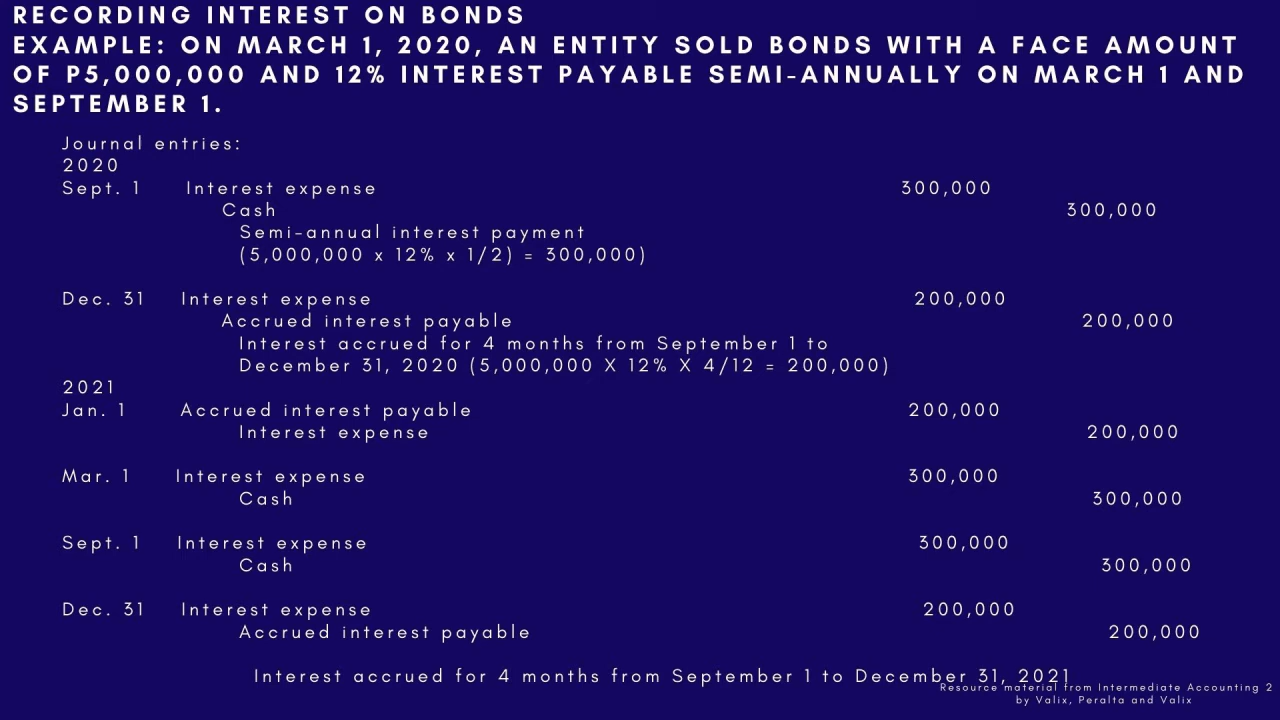 RECORDING INTEREST ON BONDS
EXAMPLE: ON MARCH 1, 2020, AN ENTITY SOLD BONDS WITH A FACE AMOUNT
OF P5,000,000 AND 12% INTEREST PAYABLE SEMI-ANNUALLY ON MARCH 1 AND
SEPTEMBER 1.
Journal entries:
2020
Sept. 1 Interest expense 300,000
Cash 300,000
Semi-annual interest payment
(5,000,000 x 12% x 1/2) = 300,000)
Dec. 31 Interest expense 200,000
Accrued interest payable 200,000
Interest accrued for 4 months from September 1 to
December 31, 2020 (5,000,000 X 12% X 4/12 = 200,000)
2021
Jan. 1 Accrued interest payable 200,000
Interest expense 200,000
Mar. 1 Interest expense 300,000
Cash 300,000
Sept. 1 Interest expense 300,000
Cash 300,000
Dec. 31 Interest expense 200,000
Accrued interest payable 200,000
Interest accrued for 4 months from September 1 to December 31, 2021
Resource material from Intermediate Accounting 2
by Valix, Peralta and Valix